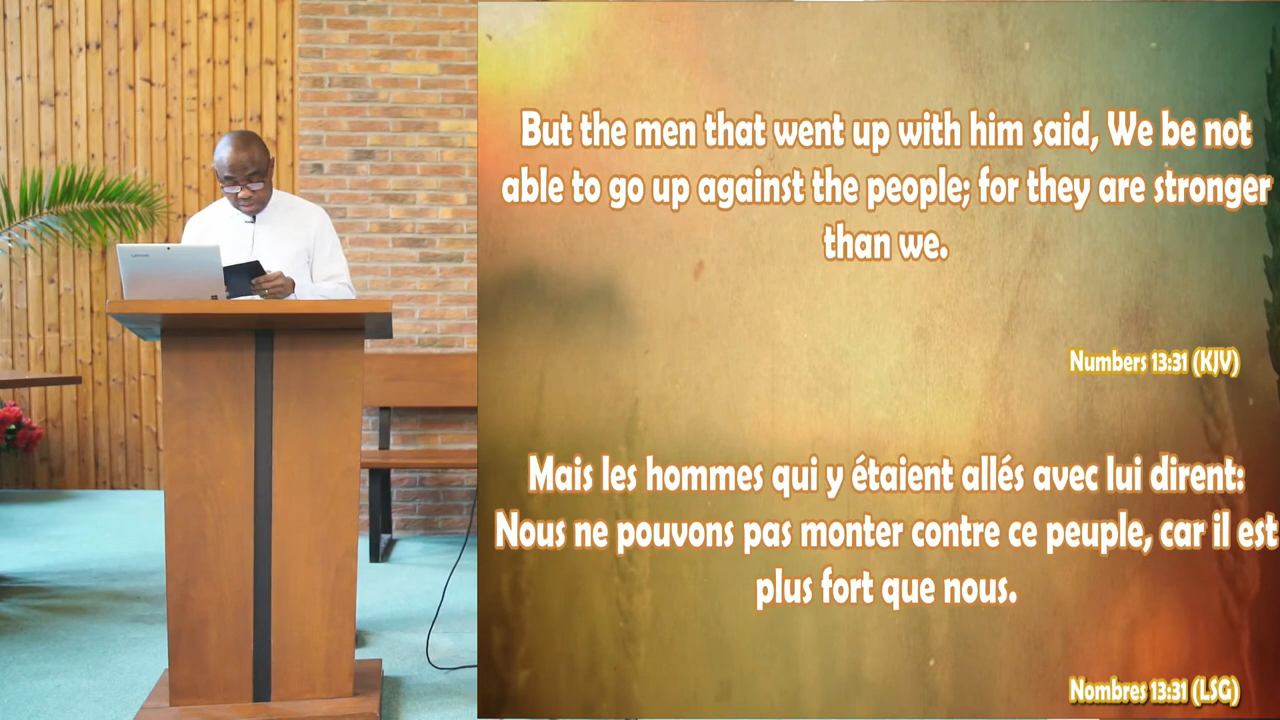 But the men that went up with him said, We be not
able to go up against the people; for they are stronger
than we.
Numbers 13:31 (KJV)
Mais les hommes qui y étaient allés avec lui dirent:
Nous ne pouvons pas monter contre ce peuple, car il est
plus fort que nous.
Nombres 13:31 (LSG)
Lenovo